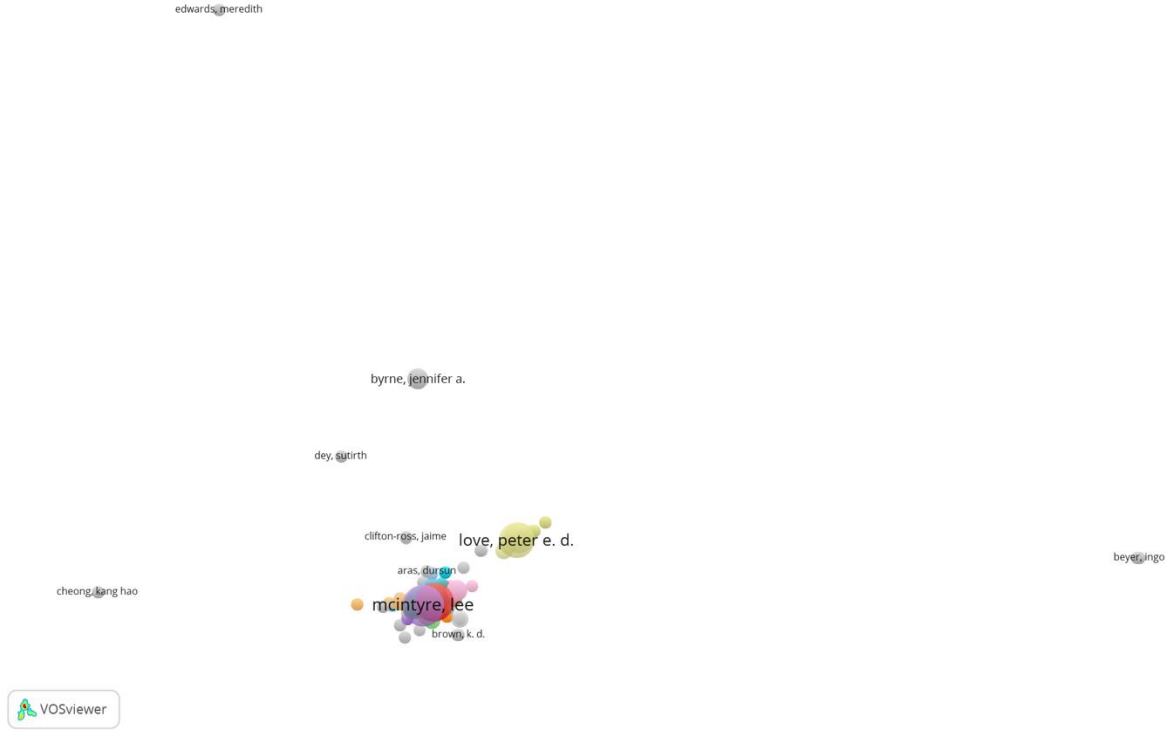 edwards, meredith
byrne, jennifer a.
dey, sutirth
clifton-ross, jaime
love, peter e. d.
beyer, ingo
aras, dursun
cheong, kang hao
mcintyre, lee
brown, k. d.
VOSviewer